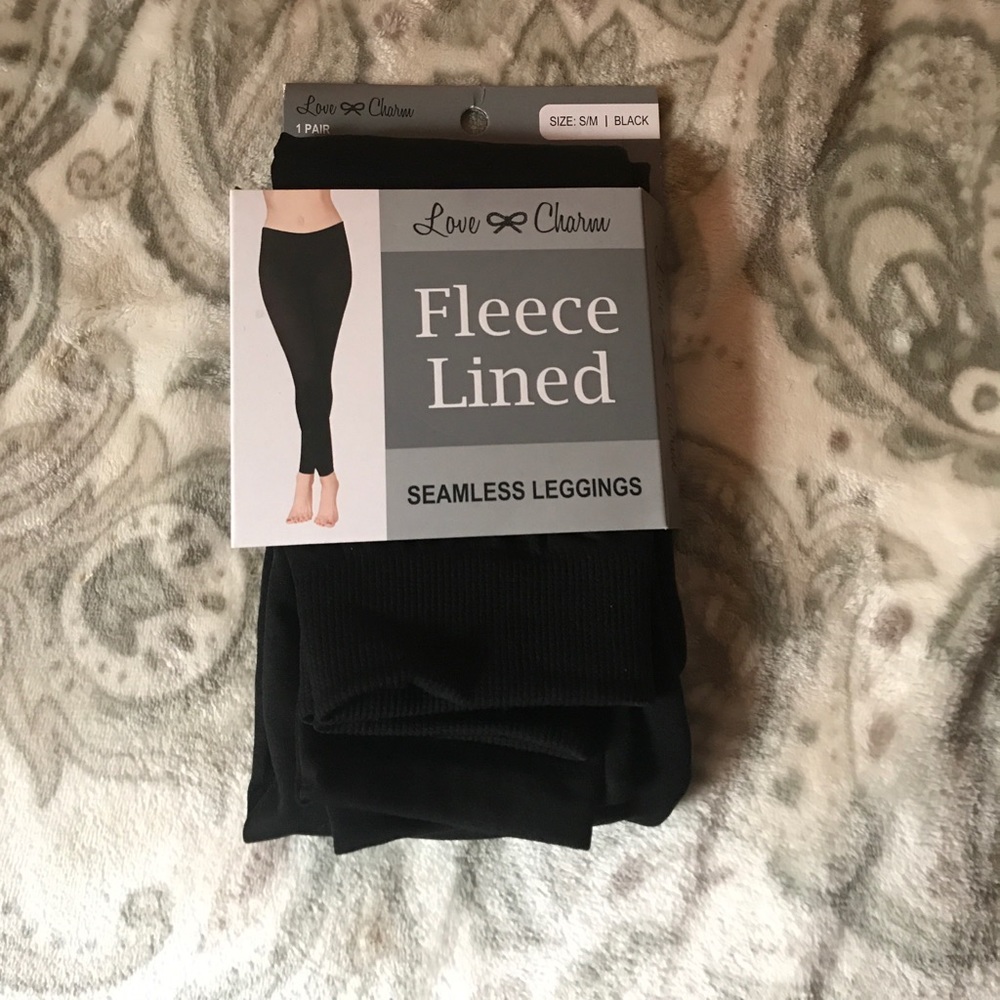 Love Charm
1 PAIR
SIZE: S/M | BLACK
Love Charm
Fleece
Lined
SEAMLESS LEGGINGS